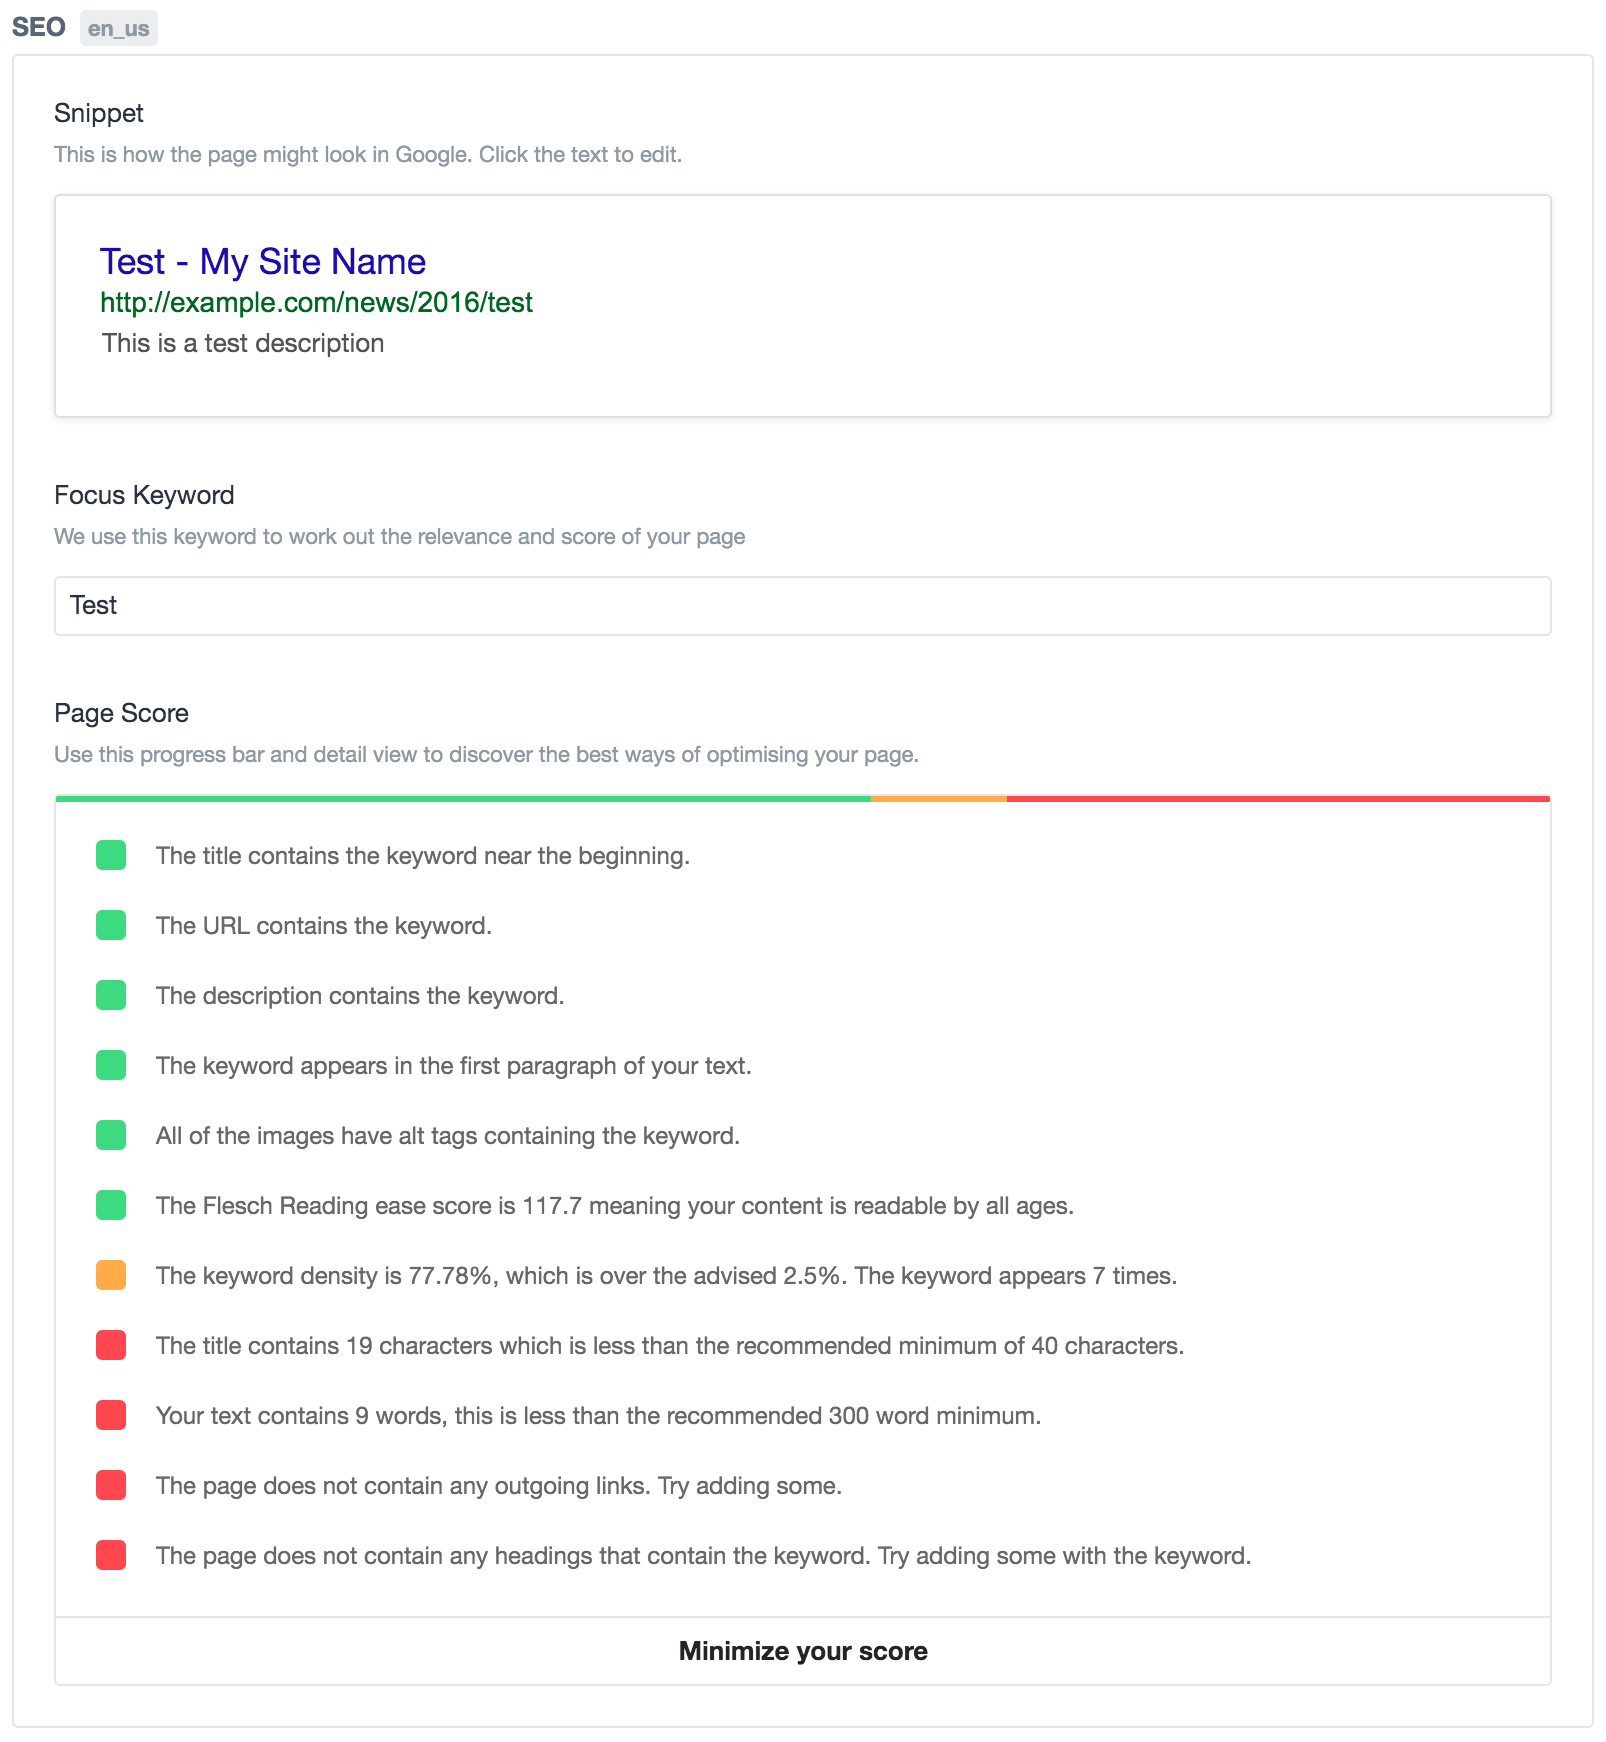 SEO en_us
Snippet
This is how the page might look in Google. Click the text to edit.
Test - My Site Name
http://example.com/news/2016/test
This is a test description
Focus Keyword
We use this keyword to work out the relevance and score of your page
Test
Page Score
Use this progress bar and detail view to discover the best ways of optimising your page.
The title contains the keyword near the beginning.
The URL contains the keyword.
The description contains the keyword.
The keyword appears in the first paragraph of your text.
All of the images have alt tags containing the keyword.
The Flesch Reading ease score is 117.7 meaning your content is readable by all ages.
The keyword density is 77.78%, which is over the advised 2.5%. The keyword appears 7 times.
The title contains 19 characters which is less than the recommended minimum of 40 characters.
Your text contains 9 words, this is less than the recommended 300 word minimum.
The page does not contain any outgoing links. Try adding some.
The page does not contain any headings that contain the keyword. Try adding some with the keyword.
Minimize your score